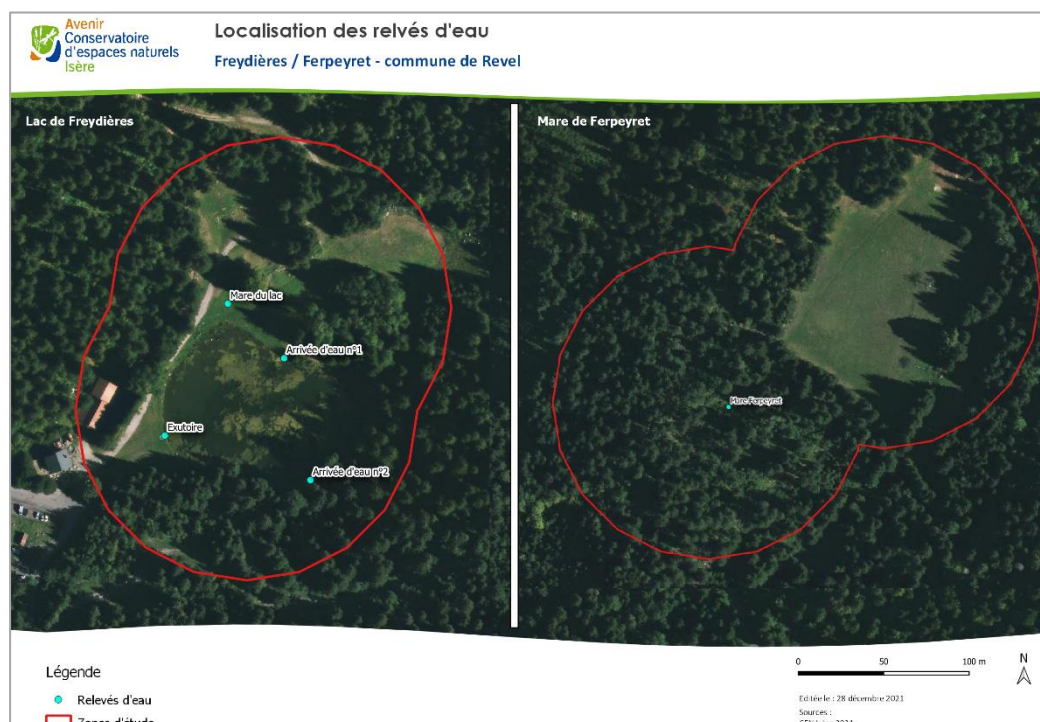 Avenir
Conservatoire
d'espaces naturels
Isère
Localisation des relvés d'eau
Freydières / Ferpeyret - commune de Revel
Lac de Freydières
Mare de Ferpeyret
Mare du lac
Arrivée d'eau n°1
Exutoire
Arrivée d'eau n°2
Mare Ferpeyret
Légende
Relevés d'eau
Zones d'étude
0 50 100 m
N
Editée le : 28 décembre 2021
Sources :